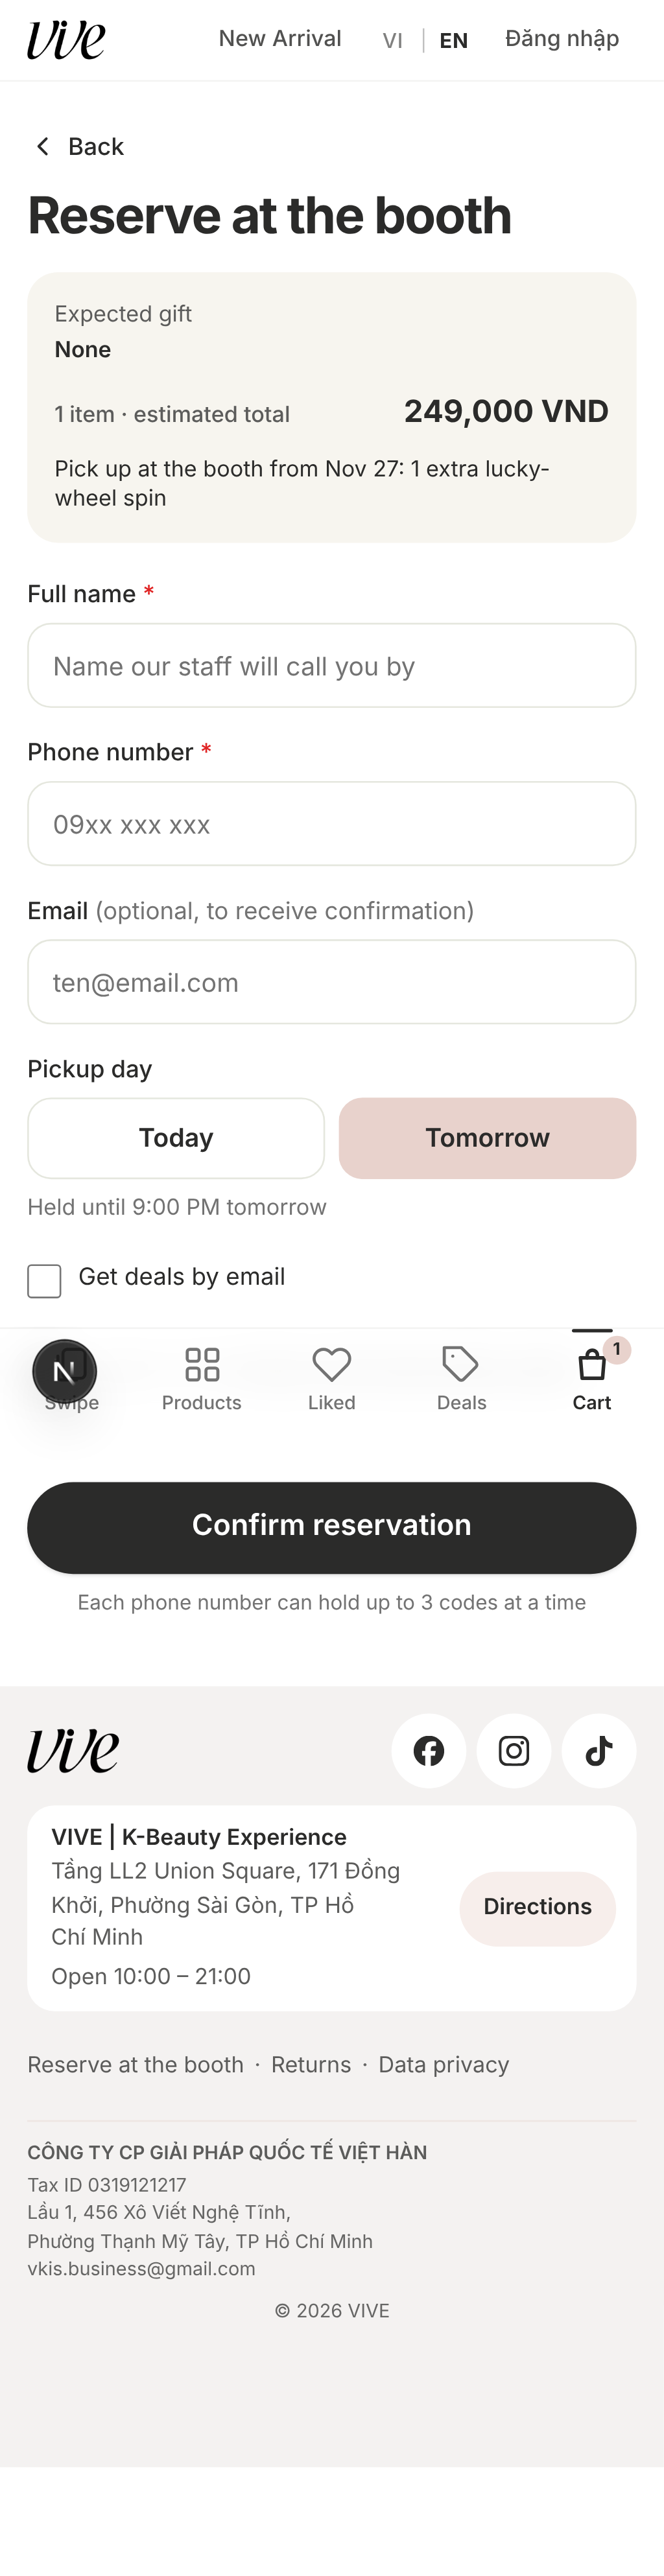 ViVe
New Arrival
VI | EN
Đăng nhập
Back
Reserve at the booth
Expected gift
None
1 item · estimated total
249,000 VND
Pick up at the booth from Nov 27: 1 extra lucky-
wheel spin
Full name *
Name our staff will call you by
Phone number *
09xx xxx xxx
Email (optional, to receive confirmation)
ten@email.com
Pickup day
Today
Tomorrow
Held until 9:00 PM tomorrow
Get deals by email
N
1
Swipe
Products
Liked
Deals
Cart
Confirm reservation
Each phone number can hold up to 3 codes at a time
ViVe
VIVE | K-Beauty Experience
Tầng LL2 Union Square, 171 Đồng
Khởi, Phường Sài Gòn, TP Hồ
Chí Minh
Open 10:00 – 21:00
Directions
Reserve at the booth · Returns · Data privacy
CÔNG TY CP GIẢI PHÁP QUỐC TẾ VIỆT HÀN
Tax ID 0319121217
Lầu 1, 456 Xô Viết Nghệ Tĩnh,
Phường Thạnh Mỹ Tây, TP Hồ Chí Minh
vkis.business@gmail.com
© 2026 VIVE